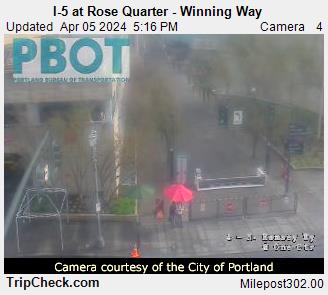 I-5 at Rose Quarter - Winning Way
Updated Apr 05 2024 5:16 PM Camera 4
PBOT
PORTLAND BUREAU OF TRANSPORTATION
Camera courtesy of the City of Portland
TripCheck.com Milepost302.00